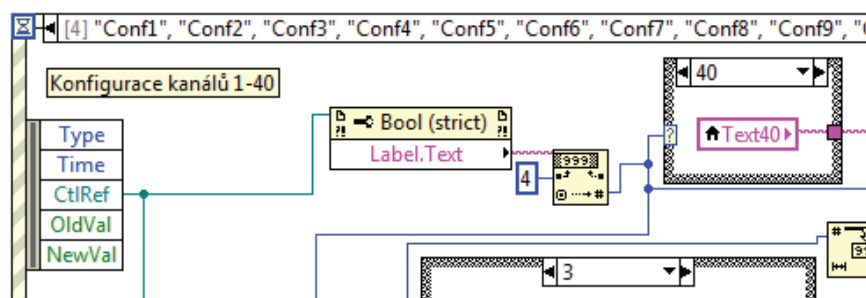 [4] "Conf1", "Conf2", "Conf3", "Conf4", "Conf5", "Conf6", "Conf7", "Conf8", "Conf9", "
Konfigurace kanálů 1-40
40
Type
Time
CtlRef
OldVal
NewVal
Bool (strict)
Label.Text
999
4
Text40
3